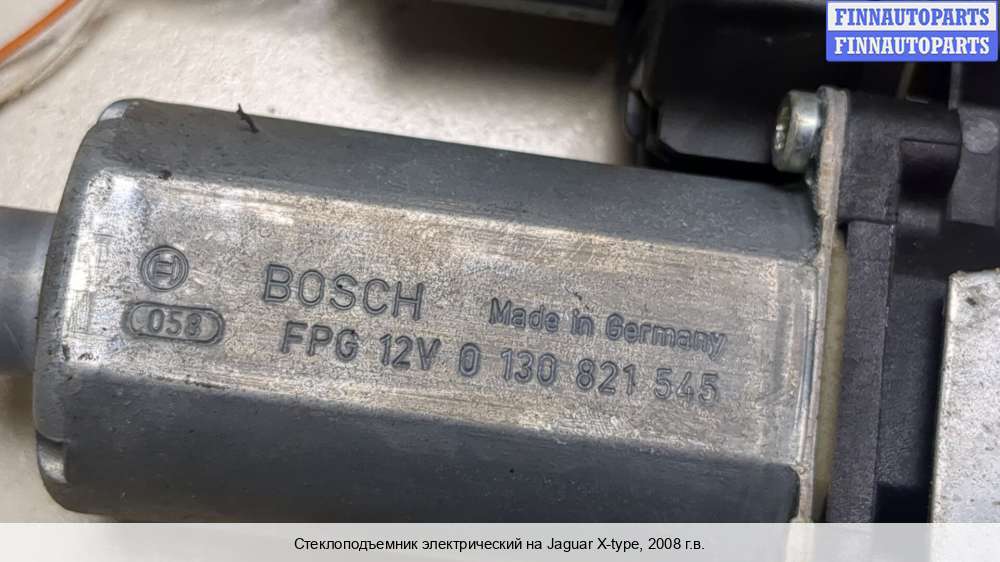 FINNAUTOPARTS
FINNAUTOPARTS
BOSCH Made in Germany
058 FPG 12V 0 130 821 545
Стеклоподъемник электрический на Jaguar X-type, 2008 г.в.